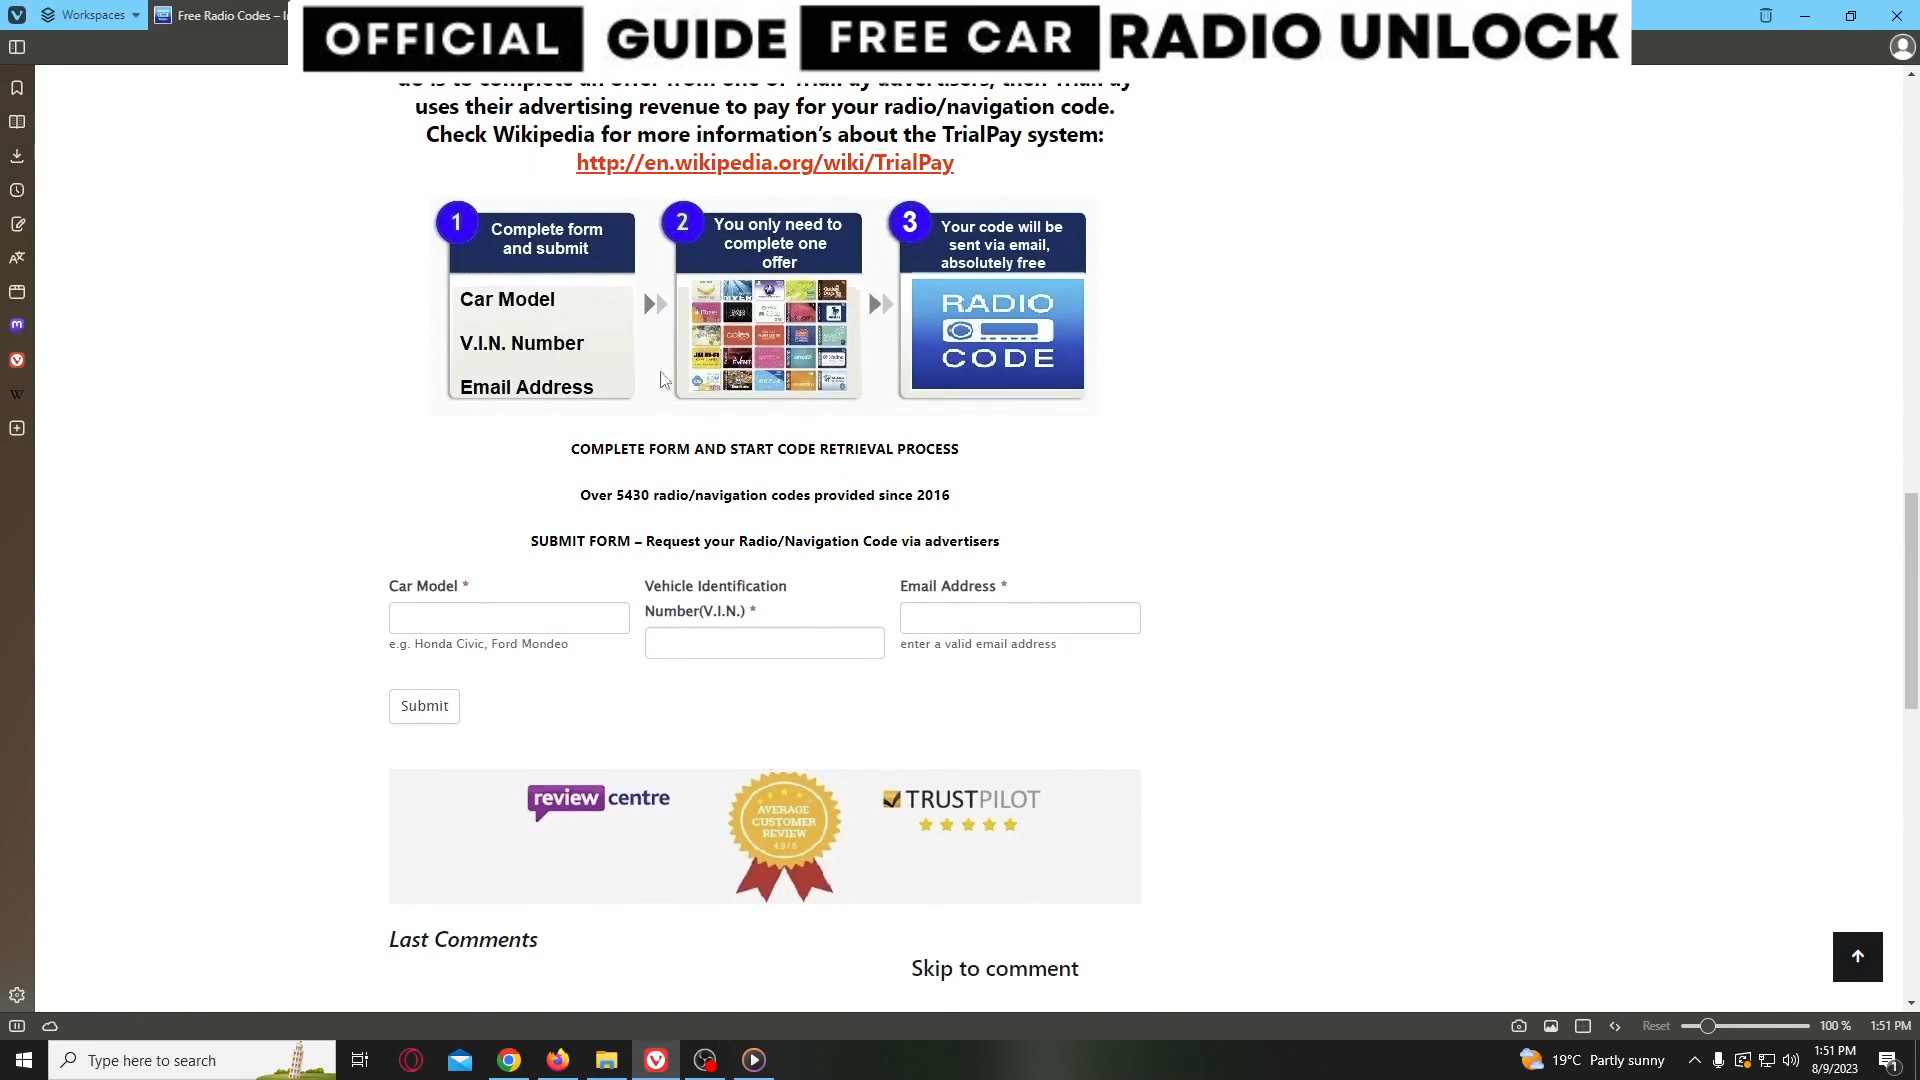 Workspaces
Free Radio Codes – I
OFFICIAL GUIDE FREE CAR RADIO UNLOCK
uses their advertising revenue to pay for your radio/navigation code.
Check Wikipedia for more information’s about the TrialPay system:
http://en.wikipedia.org/wiki/TrialPay
1 Complete form
and submit
Car Model
V.I.N. Number
Email Address
2 You only need to
complete one
offer
3 Your code will be
sent via email,
absolutely free
RADIO
CODE
COMPLETE FORM AND START CODE RETRIEVAL PROCESS
Over 5430 radio/navigation codes provided since 2016
SUBMIT FORM – Request your Radio/Navigation Code via advertisers
Car Model *
e.g. Honda Civic, Ford Mondeo
Vehicle Identification
Number(V.I.N.) *
Email Address *
enter a valid email address
Submit
review centre
AVERAGE
CUSTOMER
REVIEW
4.9 / 5
TRUSTPILOT
Last Comments
Skip to comment
Reset
100 %
1:51 PM
Type here to search
19°C Partly sunny
1:51 PM
8/9/2023
1